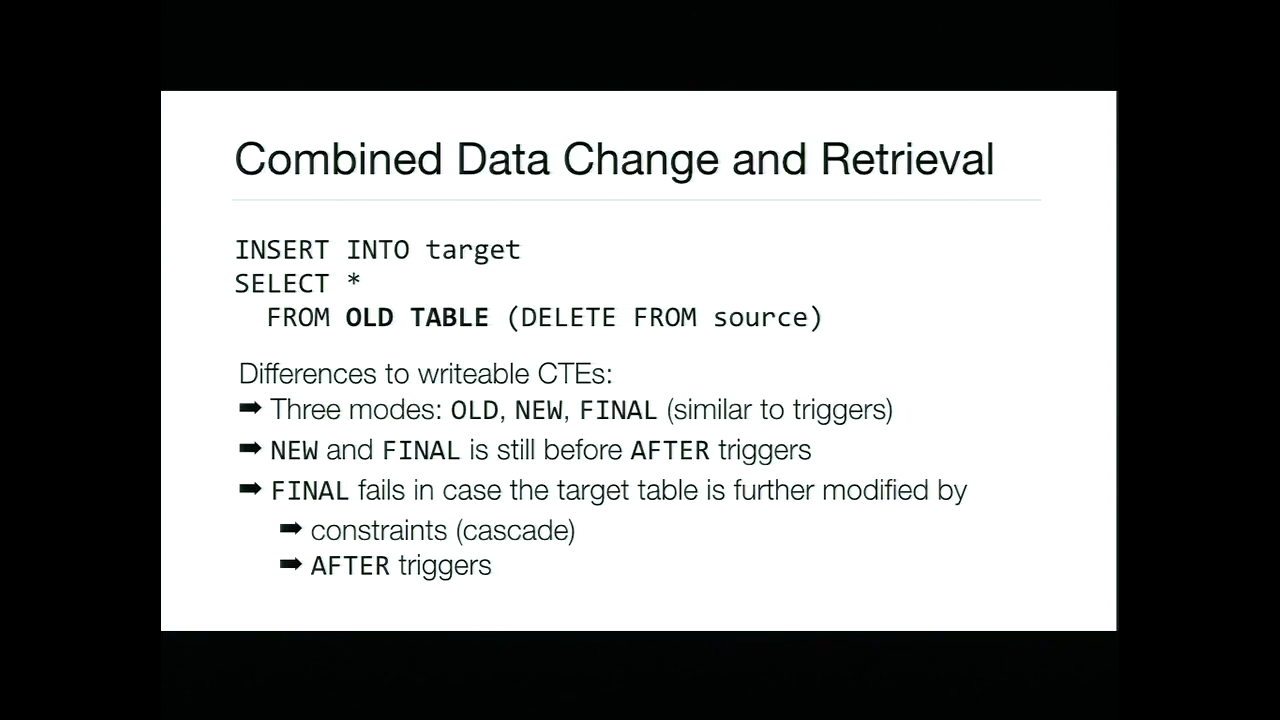 Combined Data Change and Retrieval
INSERT INTO target
SELECT *
FROM OLD TABLE (DELETE FROM source)
Differences to writeable CTEs:
➡ Three modes: OLD, NEW, FINAL (similar to triggers)
➡ NEW and FINAL is still before AFTER triggers
➡ FINAL fails in case the target table is further modified by
➡ constraints (cascade)
➡ AFTER triggers